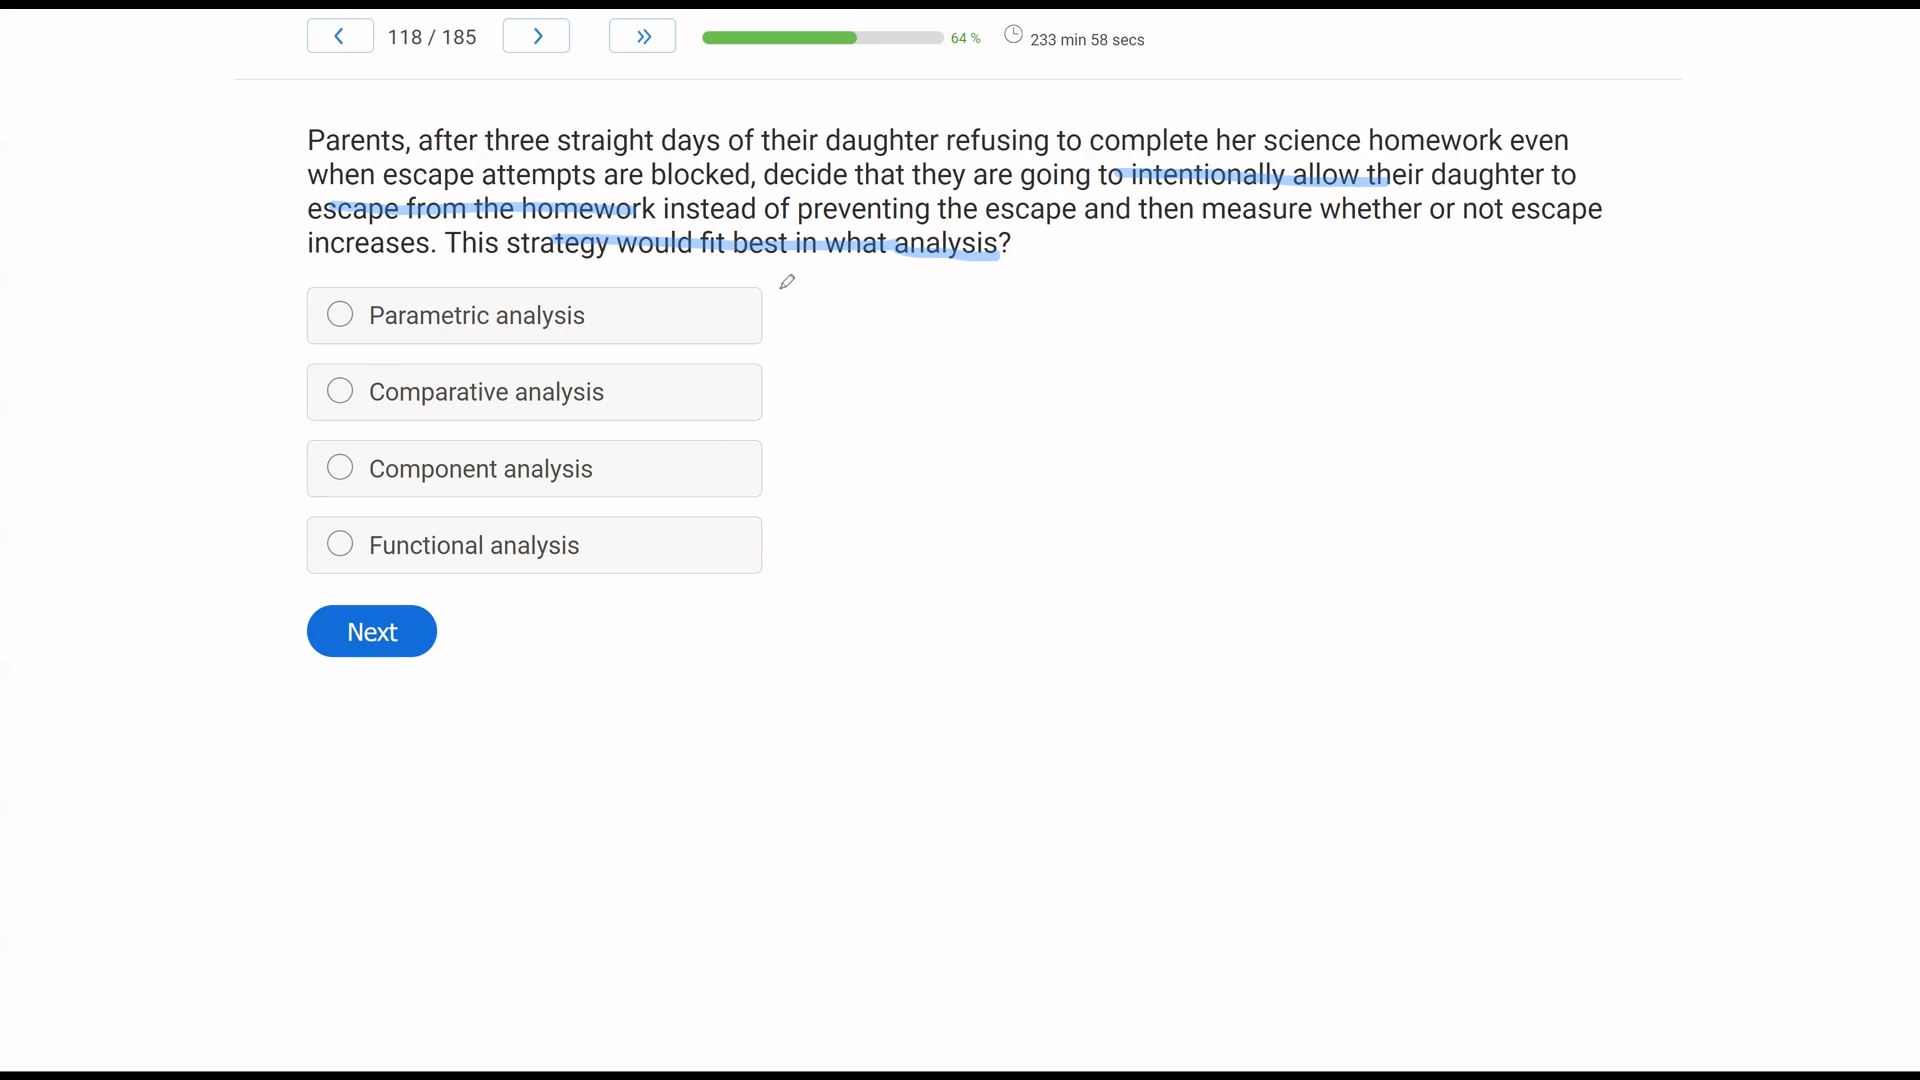 118 / 185
64 %
233 min 58 secs
Parents, after three straight days of their daughter refusing to complete her science homework even
when escape attempts are blocked, decide that they are going to intentionally allow their daughter to
escape from the homework instead of preventing the escape and then measure whether or not escape
increases. This strategy would fit best in what analysis?
Parametric analysis
Comparative analysis
Component analysis
Functional analysis
Next